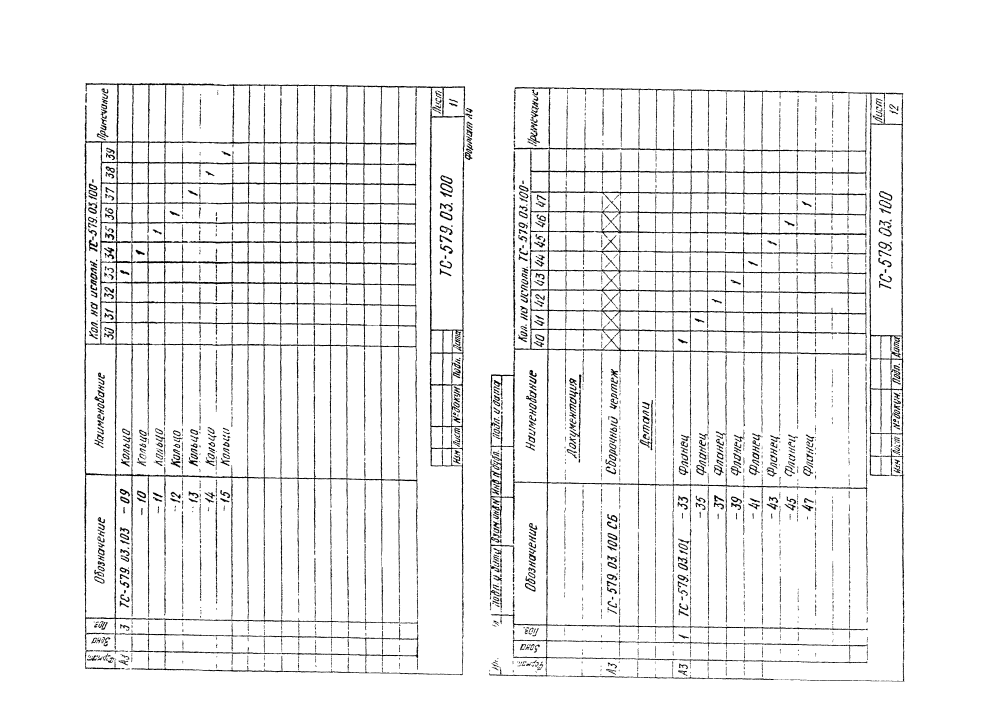 Формат Зона Поз. Обозначение Наименование Кол. на исполн. ТС-579.03.100- Примечание
30 31 32 33 34 35 36 37 38 39
А3 3 ТС-579.03.103 -09 Кольцо 1
-10 Кольцо 1
-11 Кольцо 1
-12 Кольцо 1
-13 Кольцо 1
-14 Кольцо 1
-15 Кольцо 1
Изм Лист № докум Подп. Дата
ТС-579.03.100
Лист
11
Формат А4
Подп. и дата Взам инв № Инв № дубл. Подп. и дата
Формат Зона Поз. Обозначение Наименование Кол. на исполн. ТС-579.03.100- Примечание
40 41 42 43 44 45 46 47
Документация
А3 ТС-579.03.100 СБ Сборочный чертеж
Детали
А3 1 ТС-579.03.101 -33 Фланец 1
-35 Фланец 1
-37 Фланец 1
-39 Фланец 1
-41 Фланец 1
-43 Фланец 1
-45 Фланец 1
-47 Фланец 1
Изм Лист № докум. Подп. Дата
ТС-579.03.100
Лист
12